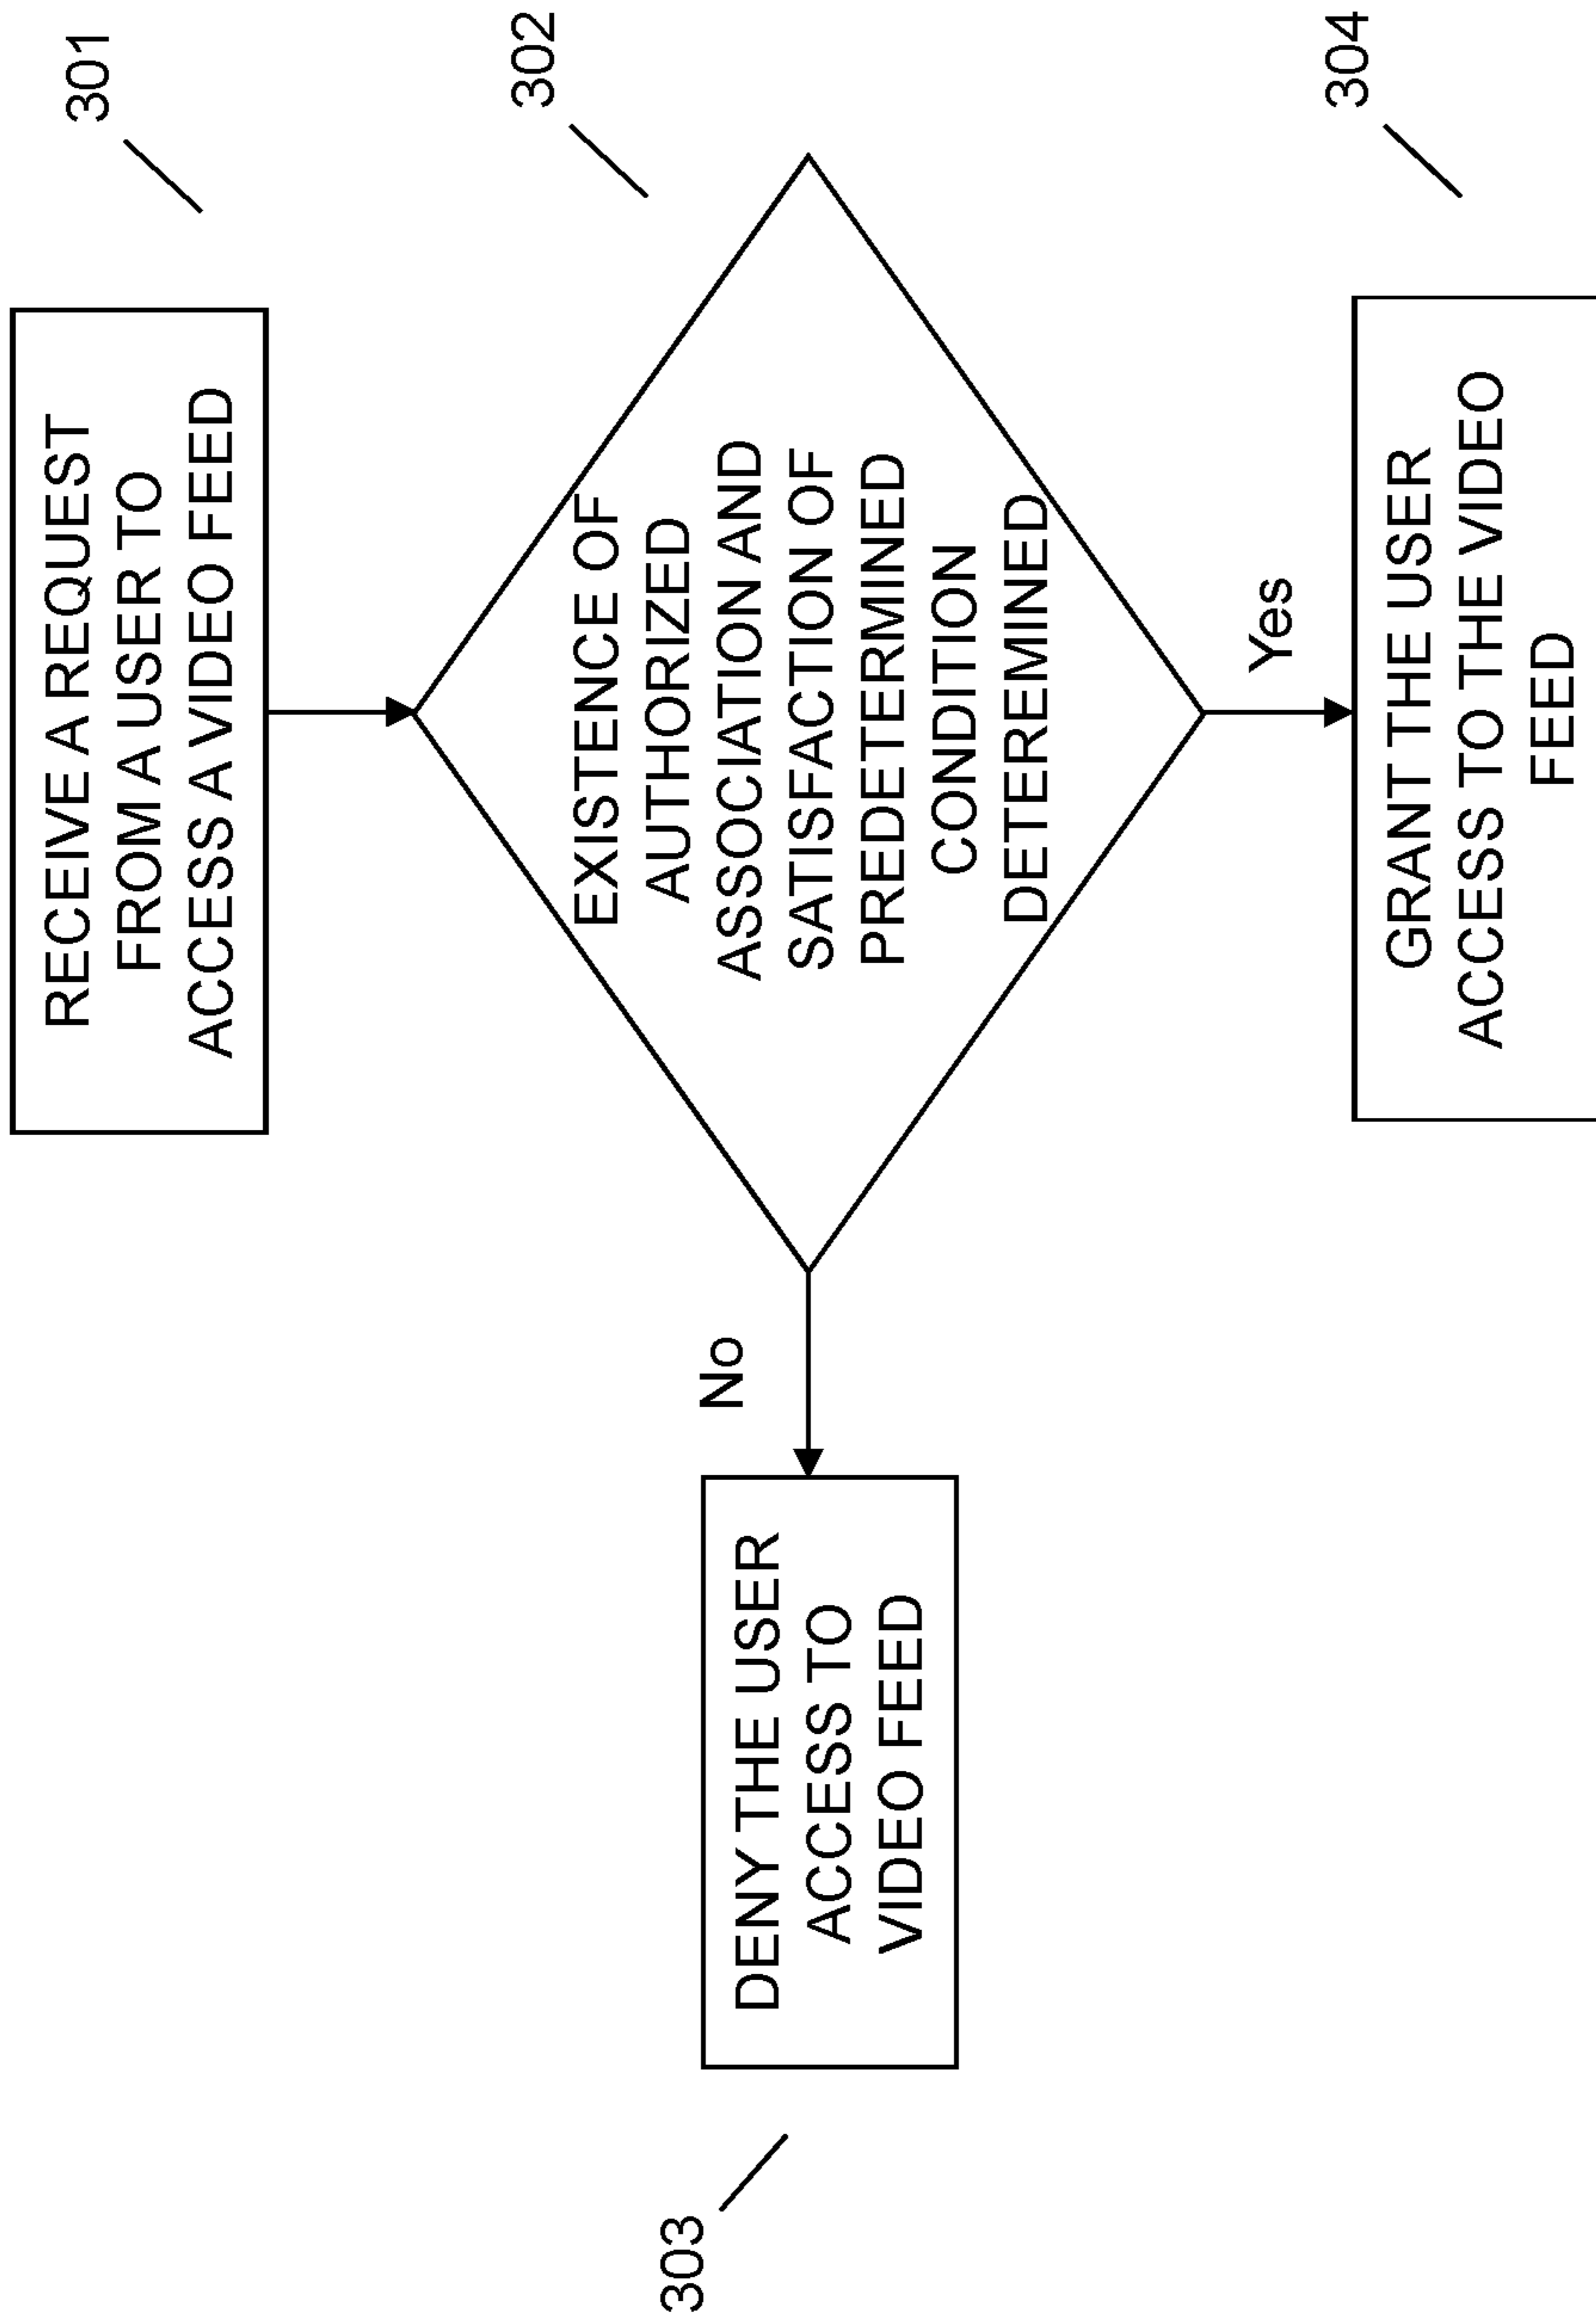 301
RECEIVE A REQUEST
FROM A USER TO
ACCESS A VIDEO FEED
302
EXISTENCE OF
AUTHORIZED
ASSOCIATION AND
SATISFACTION OF
PREDETERMINED
CONDITION
DETEREMINED
No
Yes
303
DENY THE USER
ACCESS TO
VIDEO FEED
304
GRANT THE USER
ACCESS TO THE VIDEO
FEED